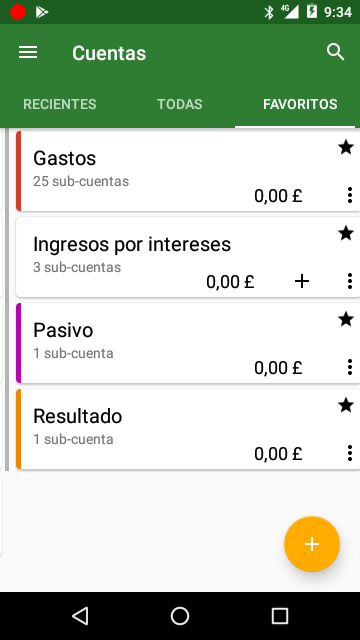 4G 9:34
Cuentas
RECIENTES TODAS FAVORITOS
Gastos
25 sub-cuentas
0,00 £
Ingresos por intereses
3 sub-cuentas
0,00 £
Pasivo
1 sub-cuenta
0,00 £
Resultado
1 sub-cuenta
0,00 £